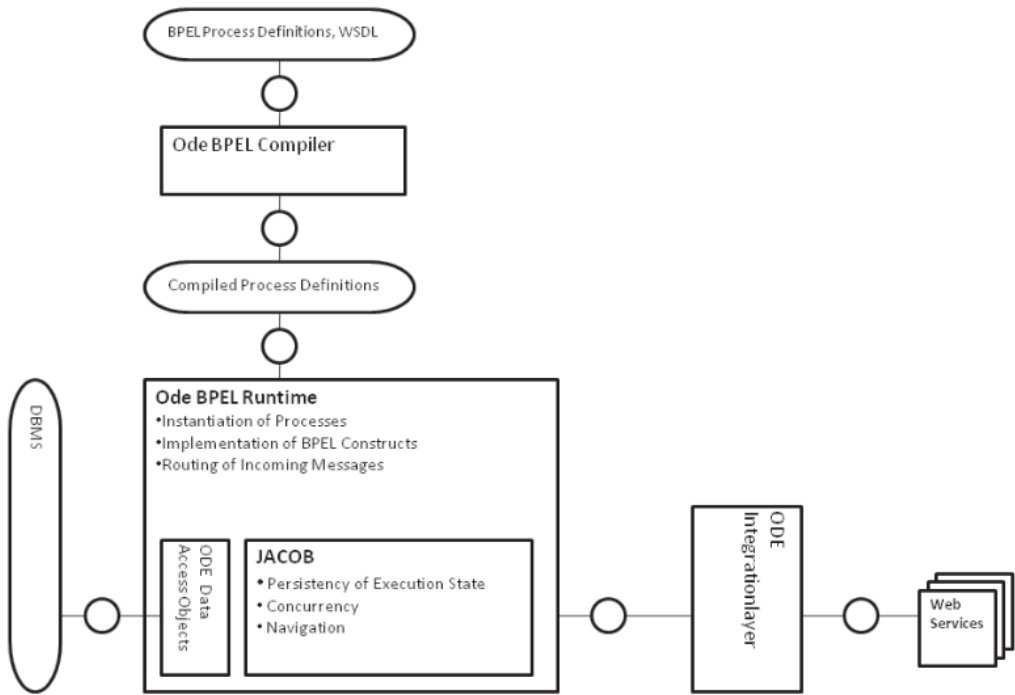 BPEL Process Definitions, WSDL
Ode BPEL Compiler
Compiled Process Definitions
DBMS
Ode BPEL Runtime
•Instantiation of Processes
•Implementation of BPEL Constructs
•Routing of Incoming Messages
ODE Data
Access Objects
JACOB
• Persistency of Execution State
• Concurrency
• Navigation
ODE
Integrationlayer
Web
Services